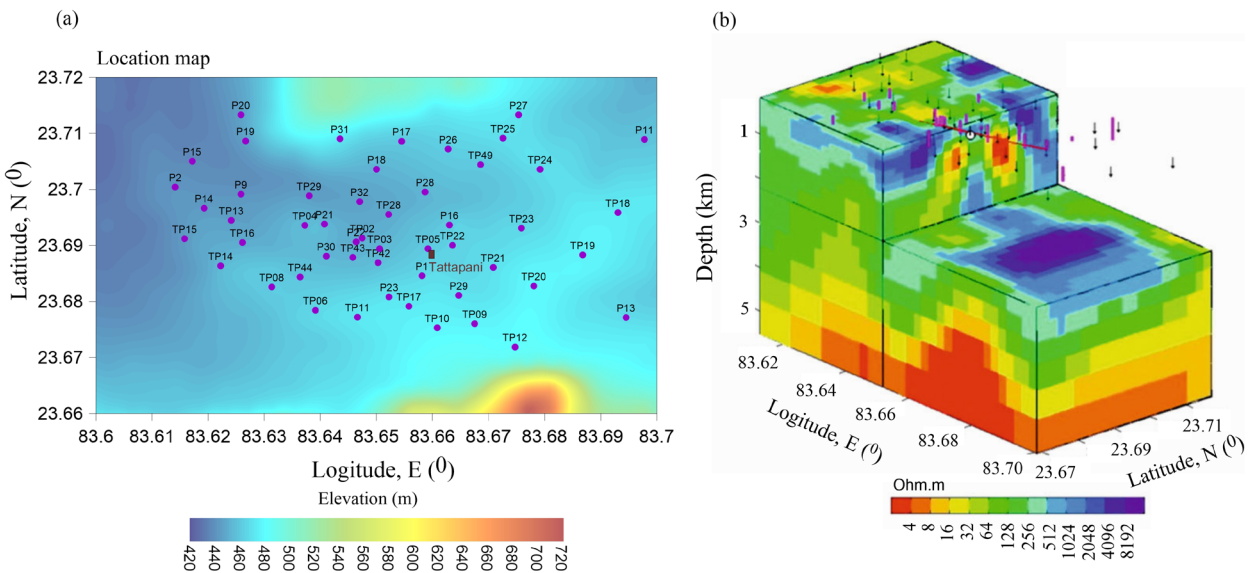 (a)
Location map
23.72
23.71
23.7
23.69
23.68
23.67
23.66
Latitude, N (⁰)
P20
P19
P31
P17
P27
TP25
P26
P11
P15
P18
TP49
TP24
P2
P9
TP29
P28
P14
P32
TP13
TP04
P21
TP28
P16
TP23
TP18
TP15
TP16
TP02
TP03
TP05
TP22
TP14
P30
TP43
TP42
Tattapani
TP21
TP19
TP08
TP44
P1
TP20
TP06
TP11
P23
TP17
P29
TP10
TP09
P13
TP12
83.6 83.61 83.62 83.63 83.64 83.65 83.66 83.67 83.68 83.69 83.7
Logitude, E (⁰)
Elevation (m)
420 440 460 480 500 520 540 560 580 600 620 640 660 680 700 720
(b)
Depth (km)
1
3
5
83.62
83.64
83.66
83.68
83.70
Logitude, E (⁰)
23.67
23.69
23.71
Latitude, N (⁰)
Ohm.m
4 8 16 32 64 128 256 512 1024 2048 4096 8192